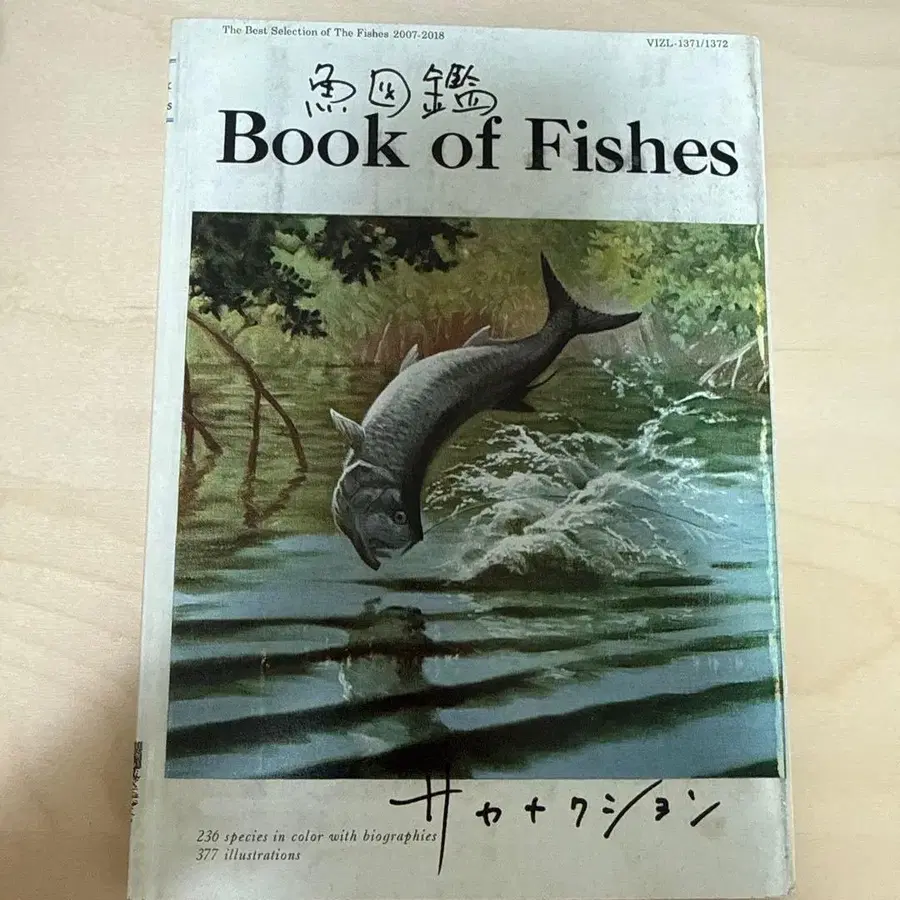 The Best Selection of The Fishes 2007-2018
VIZL-1371/1372
魚図鑑
Book of Fishes
サカナクション
236 species in color with biographies
377 illustrations